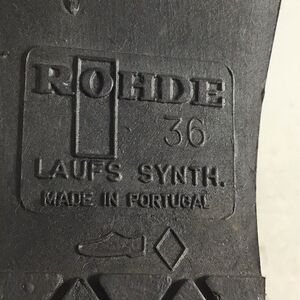 ROHDE
36
LAUFS SYNTH.
MADE IN PORTUGAL